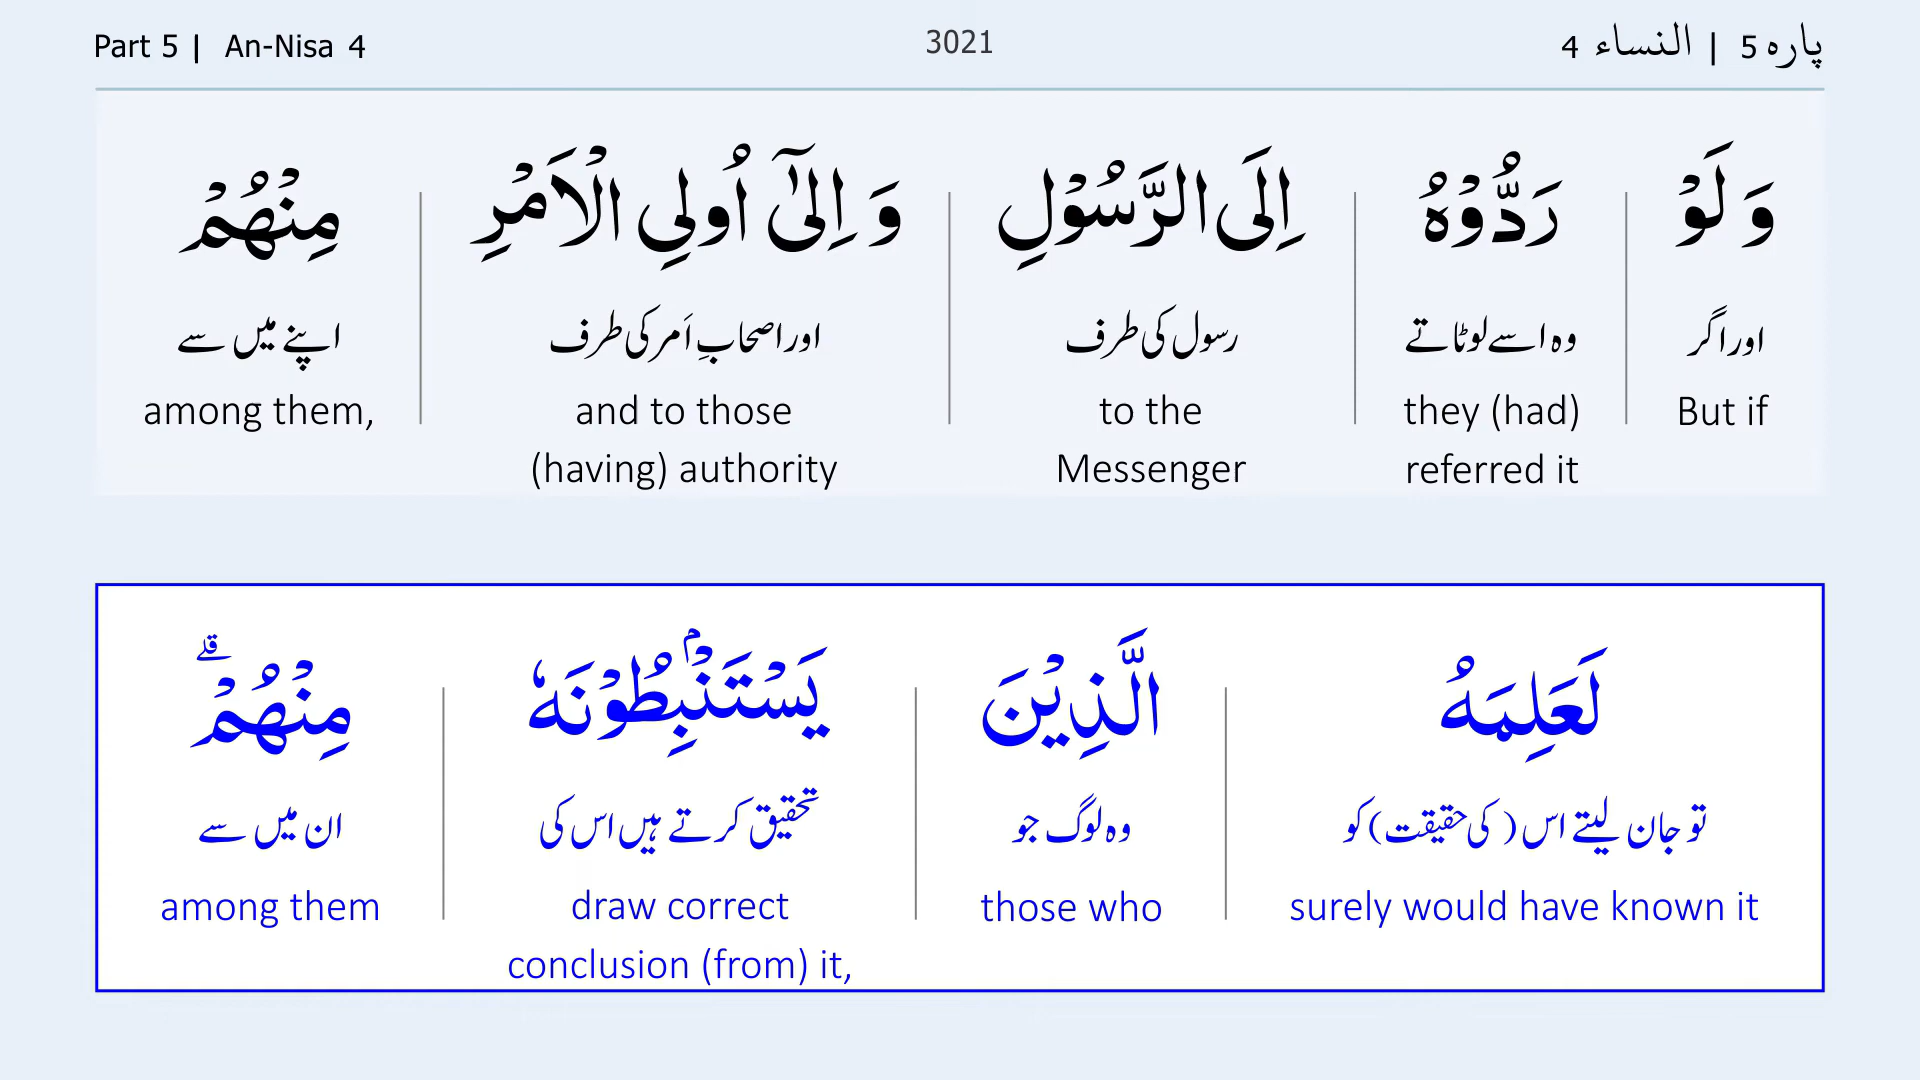 Part 5 | An-Nisa 4
3021
پارہ 5 | النساء 4
وَ لَوْ رَدُّوْهُ اِلَى الرَّسُوْلِ وَ اِلٰۤى اُولِی الْاَمْرِ مِنْهُمْ
اور اگر وہ اسے لوٹاتے رسول کی طرف اور اصحابِ اَمر کی طرف اپنے میں سے
But if they (had) to the and to those among them,
referred it Messenger (having) authority
لَعَلِمَهُ الَّذِیْنَ یَسْتَنْۢبِطُوْنَهٗ مِنْهُمْ ؕۗ
تو جان لیتے اس (کی حقیقت) کو وہ لوگ جو تحقیق کرتے ہیں اس کی ان میں سے
surely would have known it those who draw correct among them
conclusion (from) it,